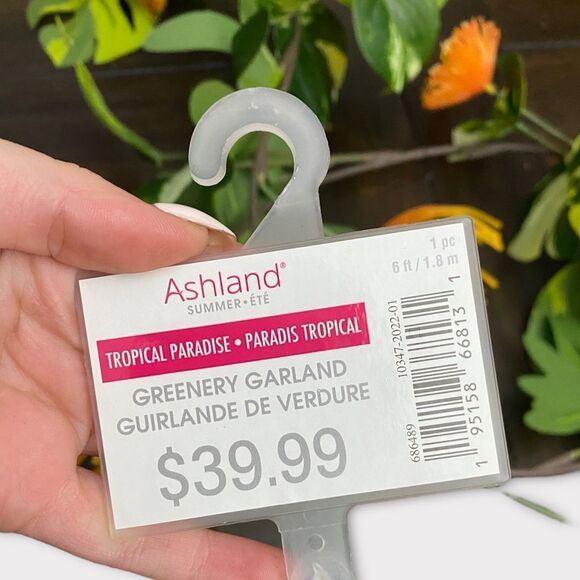 1 pc
6 ft / 1.8 m
Ashland®
SUMMER • ÉTÉ
TROPICAL PARADISE • PARADIS TROPICAL
GREENERY GARLAND
GUIRLANDE DE VERDURE
$39.99
686489
10347-2022-01
1 95158 66813 1